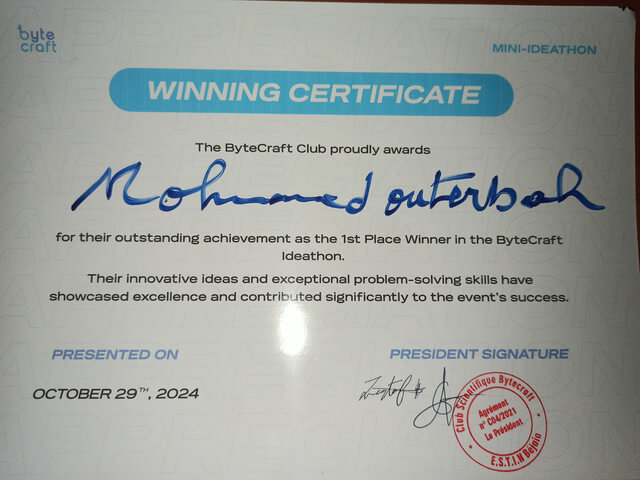 byte
craft
MINI-IDEATHON
WINNING CERTIFICATE
The ByteCraft Club proudly awards
Mohamed outerbah
for their outstanding achievement as the 1st Place Winner in the ByteCraft
Ideathon.
Their innovative ideas and exceptional problem-solving skills have
showcased excellence and contributed significantly to the event's success.
PRESENTED ON
PRESIDENT SIGNATURE
OCTOBER 29TH, 2024
Club Scientifique Bytecraft
Agrément
n° C04/2021
Le Président
E.S.T.I.N Béjaia